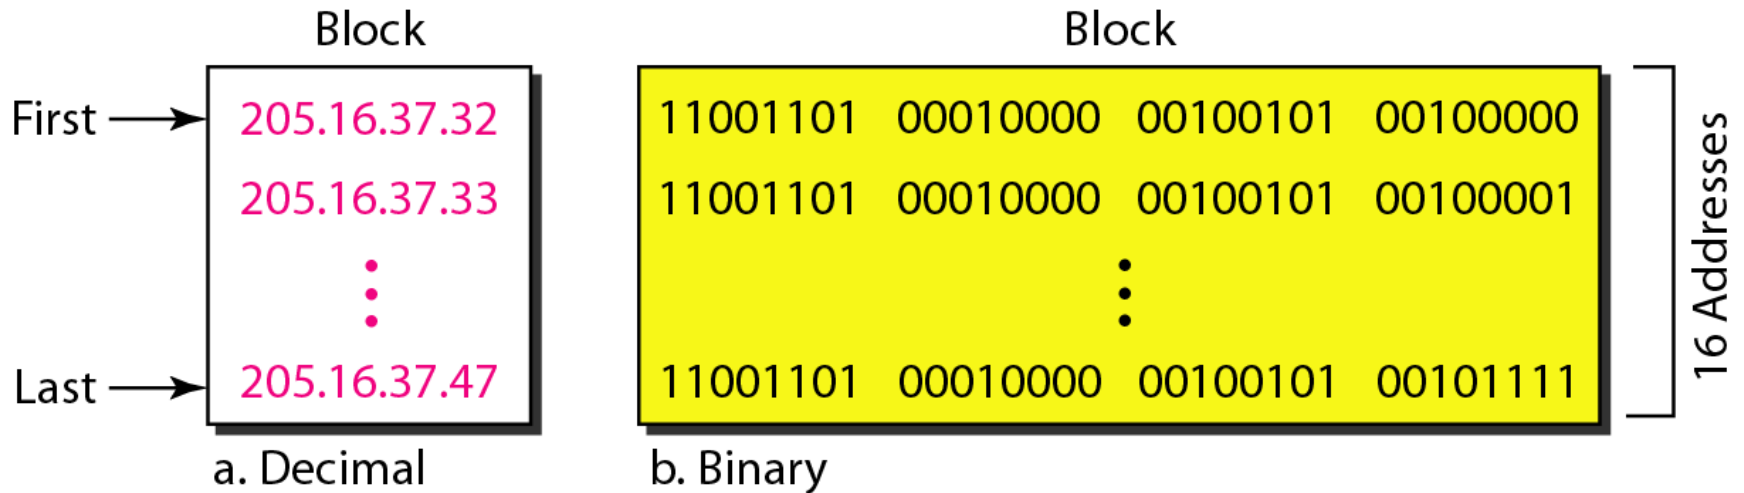 Block Block
First 205.16.37.32 11001101 00010000 00100101 00100000
205.16.37.33 11001101 00010000 00100101 00100001
Last 205.16.37.47 11001101 00010000 00100101 00101111
16 Addresses
a. Decimal b. Binary